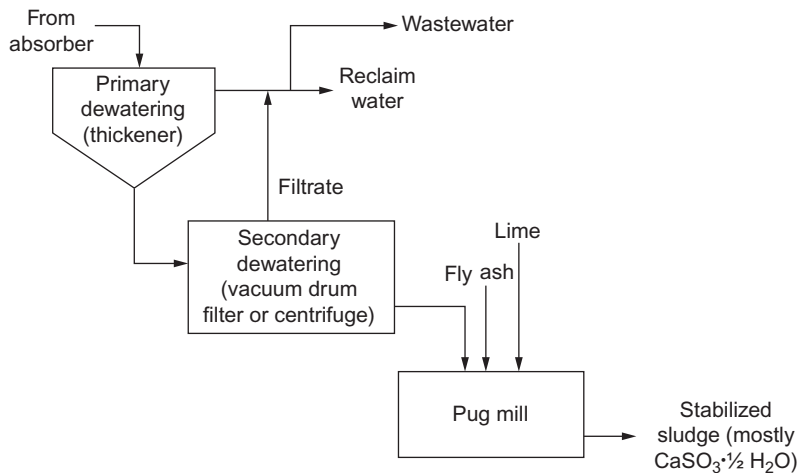 From
absorber
Wastewater
Primary
dewatering
(thickener)
Reclaim
water
Filtrate
Secondary
dewatering
(vacuum drum
filter or centrifuge)
Lime
Fly ash
Pug mill
Stabilized
sludge (mostly
CaSO₃•½ H₂O)